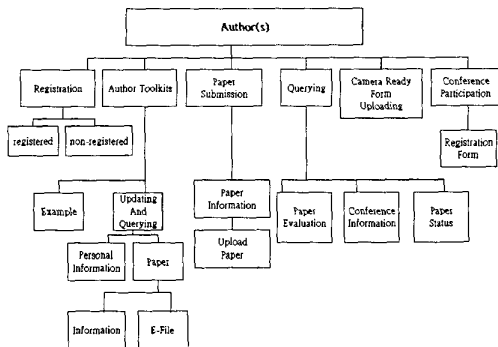 Author(s)
Registration
Author Toolkits
Paper
Submission
Querying
Camera Ready
Form
Uploading
Conference
Participation
registered
non-registered
Registration
Form
Example
Updating
And
Querying
Paper
Information
Paper
Evaluation
Conference
Information
Paper
Status
Personal
Information
Paper
Upload
Paper
Information
E-File